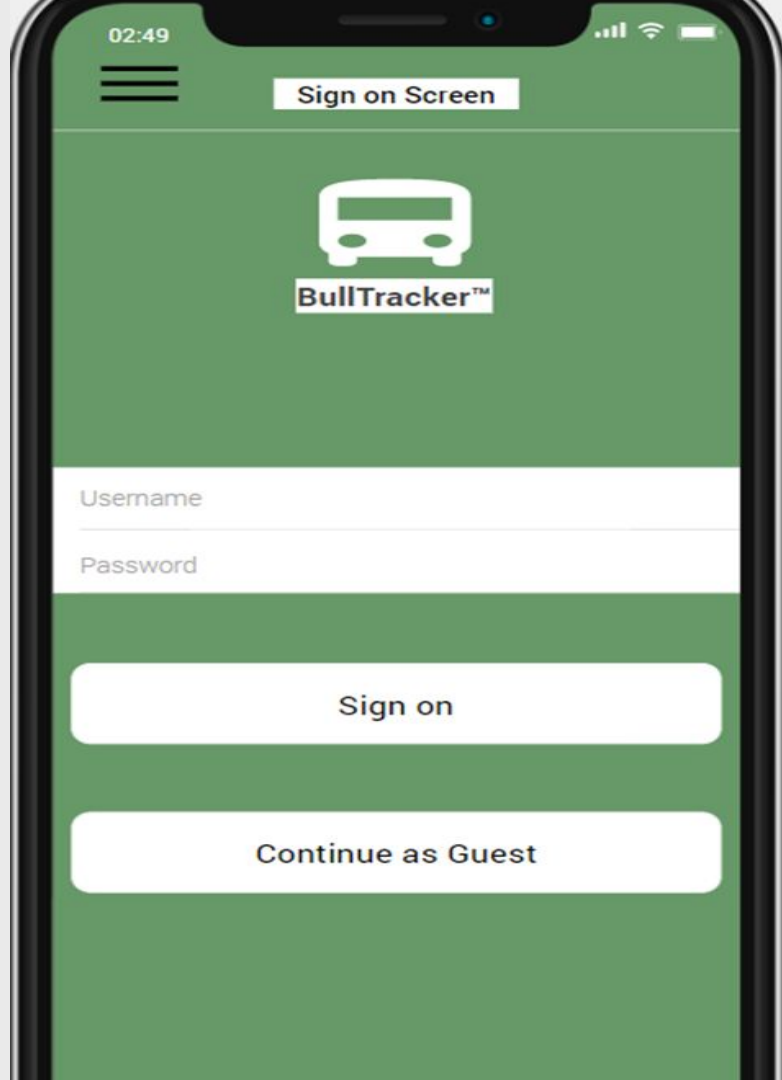 02:49
Sign on Screen
BullTracker™
Username
Password
Sign on
Continue as Guest